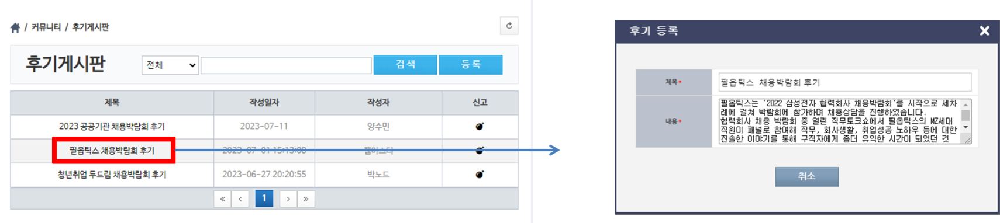 / 커뮤니티 / 후기게시판
후기게시판 전체 검색 등록
제목 작성일자 작성자 신고
2023 공공기관 채용박람회 후기 2023-07-11 양수민
필옵틱스 채용박람회 후기 2023-07-01 15:13:00 웹마스터
청년취업 두드림 채용박람회 후기 2023-06-27 20:20:55 박노드
« ‹ 1 › »
후기 등록
제목• 필옵틱스 채용박람회 후기
내용•
필옵틱스는 '2022 삼성전자 협력회사 채용박람회'를 시작으로 세차
례에 걸쳐 박람회에 참가하며 채용상담을 진행하였습니다.
협력회사 채용 박람회 중 열린 직무토크쇼에서 필옵틱스의 MZ세대
직원이 패널로 참여해 직무, 회사생활, 취업성공 노하우 등에 대한
진솔한 이야기를 통해 구직자에게 좀더 유익한 시간이 되었던 것
취소